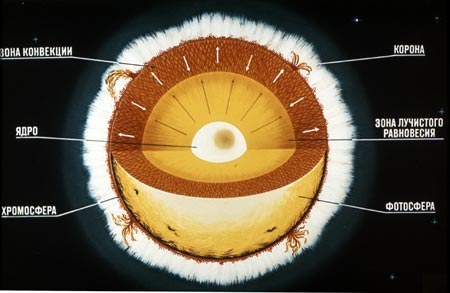 ЗОНА КОНВЕКЦИИ
КОРОНА
ЯДРО
ЗОНА ЛУЧИСТОГО
РАВНОВЕСИЯ
ХРОМОСФЕРА
ФОТОСФЕРА